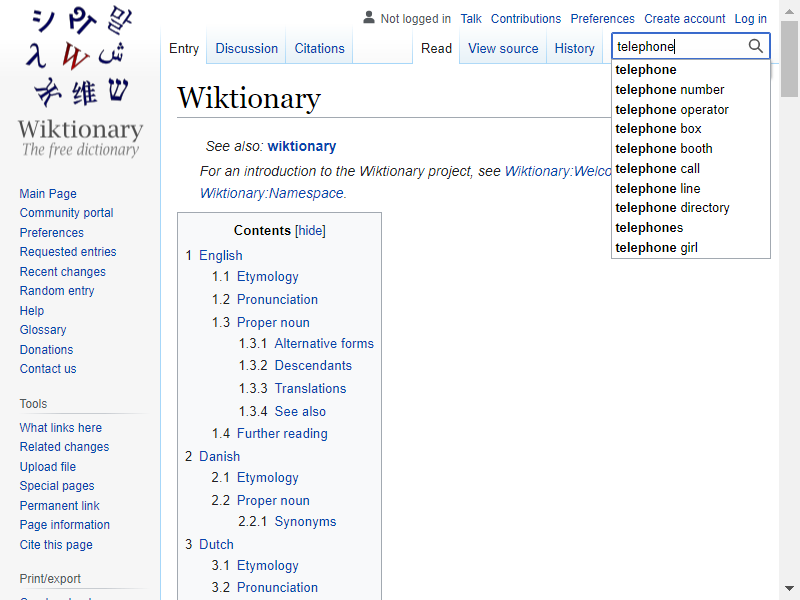 Not logged in Talk Contributions Preferences Create account Log in
Entry Discussion Citations Read View source History
telephone
telephone
telephone number
telephone operator
telephone box
telephone booth
telephone call
telephone line
telephone directory
telephones
telephone girl
Wiktionary
The free dictionary
Main Page
Community portal
Preferences
Requested entries
Recent changes
Random entry
Help
Glossary
Donations
Contact us
Tools
What links here
Related changes
Upload file
Special pages
Permanent link
Page information
Cite this page
Print/export
Wiktionary
See also: wiktionary
For an introduction to the Wiktionary project, see
Wiktionary:Namespace.
Contents [hide]
1 English
1.1 Etymology
1.2 Pronunciation
1.3 Proper noun
1.3.1 Alternative forms
1.3.2 Descendants
1.3.3 Translations
1.3.4 See also
1.4 Further reading
2 Danish
2.1 Etymology
2.2 Proper noun
2.2.1 Synonyms
3 Dutch
3.1 Etymology
3.2 Pronunciation